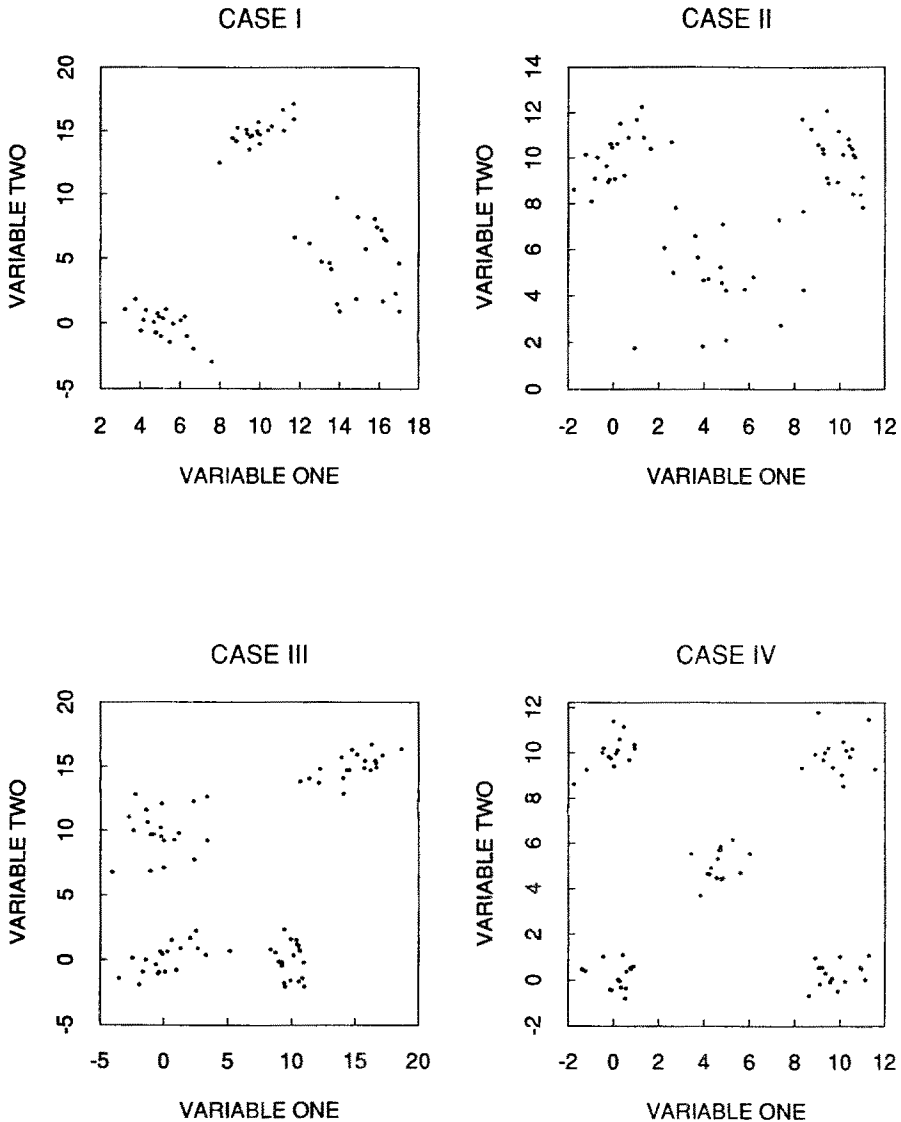 CASE I
20
15
10
5
0
-5
VARIABLE TWO
2 4 6 8 10 12 14 16 18
VARIABLE ONE
CASE II
14
12
10
8
6
4
2
0
VARIABLE TWO
-2 0 2 4 6 8 10 12
VARIABLE ONE
CASE III
20
15
10
5
0
-5
VARIABLE TWO
-5 0 5 10 15 20
VARIABLE ONE
CASE IV
12
10
8
6
4
2
0
-2
VARIABLE TWO
-2 0 2 4 6 8 10 12
VARIABLE ONE